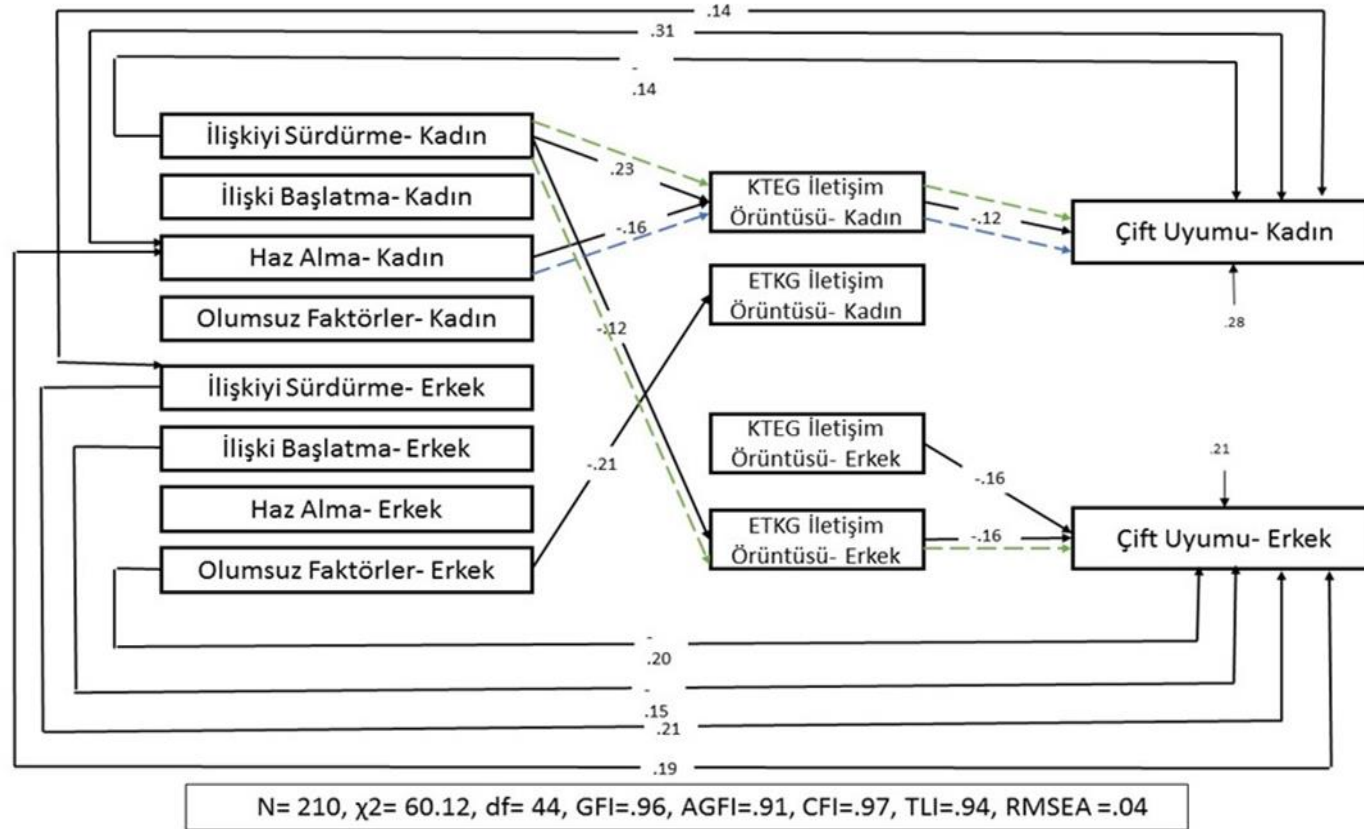 .14
.31
-
.14
İlişkiyi Sürdürme- Kadın
İlişki Başlatma- Kadın
Haz Alma- Kadın
Olumsuz Faktörler- Kadın
İlişkiyi Sürdürme- Erkek
İlişki Başlatma- Erkek
Haz Alma- Erkek
Olumsuz Faktörler- Erkek
.23
-.16
-.12
-.21
KTEG İletişim
Örüntüsü- Kadın
ETKG İletişim
Örüntüsü- Kadın
KTEG İletişim
Örüntüsü- Erkek
ETKG İletişim
Örüntüsü- Erkek
-.12
-.16
-.16
Çift Uyumu- Kadın
.28
.21
Çift Uyumu- Erkek
-
.20
-
.15
.21
.19
N= 210, χ2= 60.12, df= 44, GFI=.96, AGFI=.91, CFI=.97, TLI=.94, RMSEA =.04